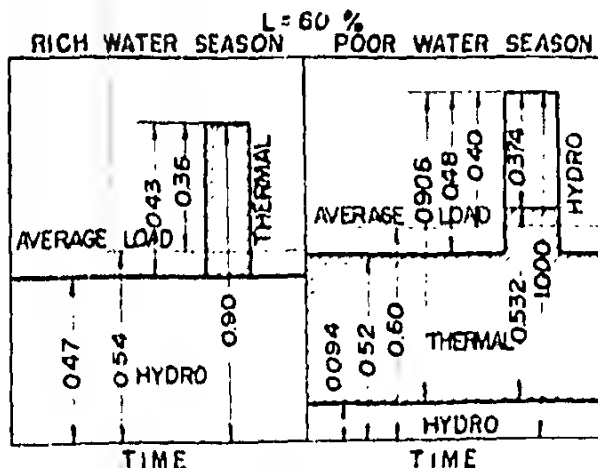 L = 60 %
RICH WATER SEASON
POOR WATER SEASON
0.43
0.36
THERMAL
AVERAGE LOAD
0.47
0.54
0.90
HYDRO
TIME
0.906
0.48
0.40
0.374
HYDRO
AVERAGE LOAD
0.094
0.52
0.60
0.532
1.000
THERMAL
HYDRO
TIME